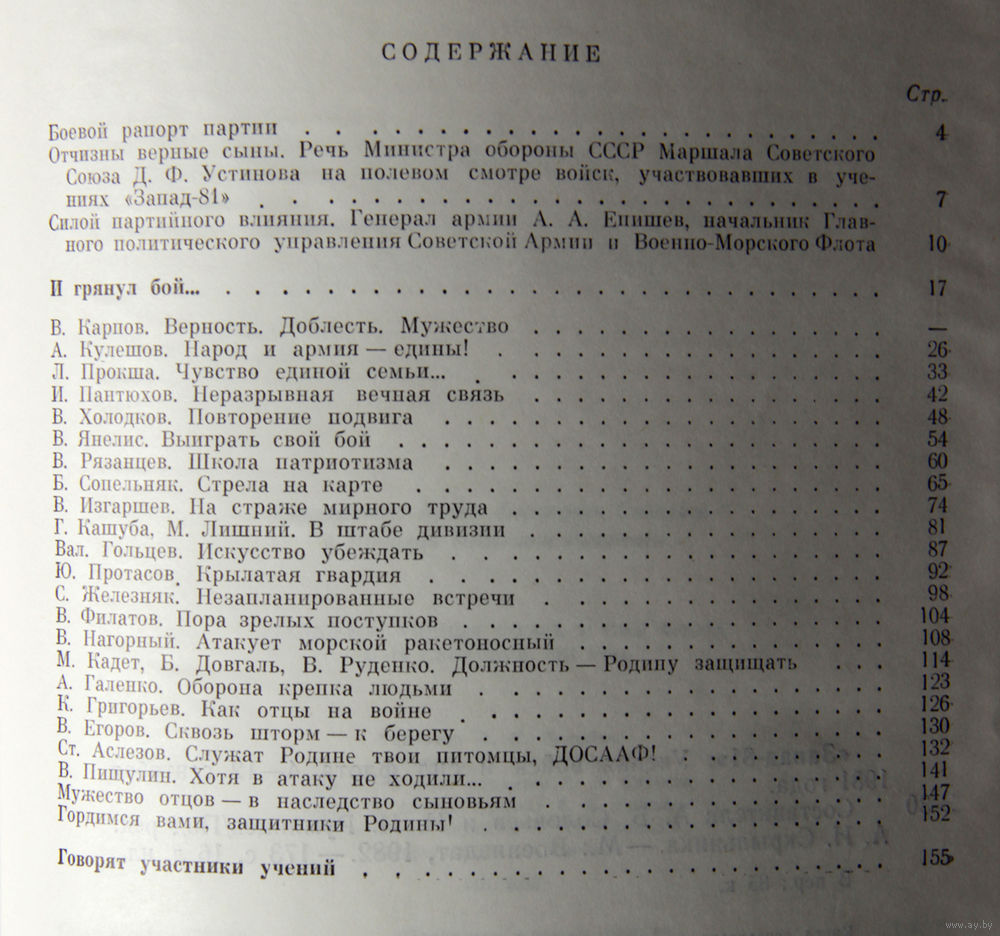 СОДЕРЖАНИЕ
Стр.
Боевой рапорт партии . . . . . . . . . . . . . . . . . . 4
Отчизны верные сыны. Речь Министра обороны СССР Маршала Советского
Союза Д. Ф. Устинова на полевом смотре войск, участвовавших в уче-
ниях «Запад-81» . . . . . . . . . . . . . . . . . . . . 7
Силой партийного влияния. Генерал армии А. А. Епишев, начальник Глав-
ного политического управления Советской Армии и Военно-Морского Флота 10
И грянул бой... . . . . . . . . . . . . . . . . . . . . 17
В. Карпов. Верность. Доблесть. Мужество . . . . . . . . . . . —
А. Кулешов. Народ и армия — едины! . . . . . . . . . . . . 26
Л. Прокша. Чувство единой семьи... . . . . . . . . . . . . . 33
И. Пантюхов. Неразрывная вечная связь . . . . . . . . . . . 42
В. Холодков. Повторение подвига . . . . . . . . . . . . . . 48
В. Янелис. Выиграть свой бой . . . . . . . . . . . . . . . 54
В. Рязанцев. Школа патриотизма . . . . . . . . . . . . . . 60
Б. Сопельняк. Стрела на карте . . . . . . . . . . . . . . . 65
В. Изгаршев. На страже мирного труда . . . . . . . . . . . . 74
Г. Кашуба, М. Лишний. В штабе дивизии . . . . . . . . . . . 81
Вал. Гольцев. Искусство убеждать . . . . . . . . . . . . . . 87
Ю. Протасов. Крылатая гвардия . . . . . . . . . . . . . . 92
С. Железняк. Незапланированные встречи . . . . . . . . . . . 98
В. Филатов. Пора зрелых поступков . . . . . . . . . . . . . 104
В. Нагорный. Атакует морской ракетоносный . . . . . . . . . . 108
М. Кадет, Б. Довгаль, В. Руденко. Должность — Родину защищать . . . 114
А. Галенко. Оборона крепка людьми . . . . . . . . . . . . . 123
К. Григорьев. Как отцы на войне . . . . . . . . . . . . . . 126
В. Егоров. Сквозь шторм — к берегу . . . . . . . . . . . . . 130
Ст. Аслезов. Служат Родине твои питомцы, ДОСААФ! . . . . . . . 132
В. Пищулин. Хотя в атаку не ходили... . . . . . . . . . . . . 141
Мужество отцов — в наследство сыновьям . . . . . . . . . . . 147
Гордимся вами, защитники Родины! . . . . . . . . . . . . . 152
Говорят участники учений . . . . . . . . . . . . . . . . 155
www.ay.by